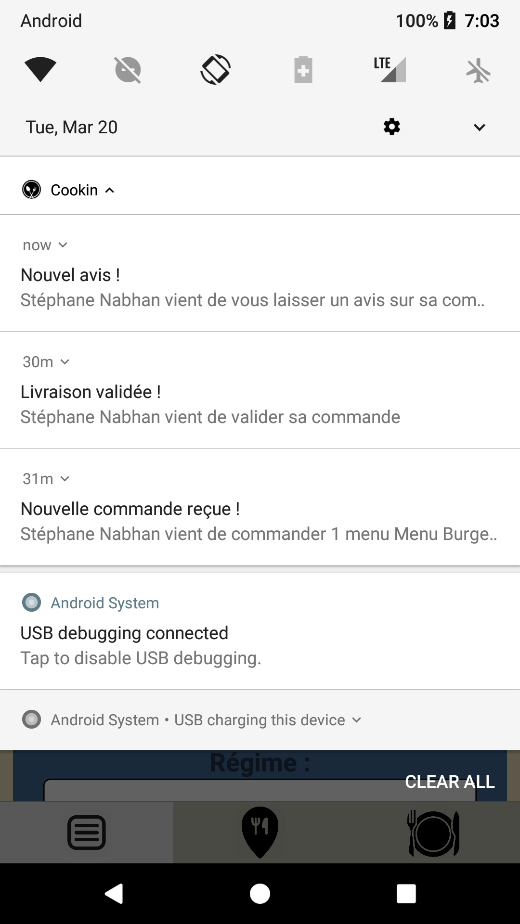 Android 100% 7:03
LTE
Tue, Mar 20
Cookin
now
Nouvel avis !
Stéphane Nabhan vient de vous laisser un avis sur sa com..
30m
Livraison validée !
Stéphane Nabhan vient de valider sa commande
31m
Nouvelle commande reçue !
Stéphane Nabhan vient de commander 1 menu Menu Burge..
Android System
USB debugging connected
Tap to disable USB debugging.
Android System • USB charging this device
Régime :
CLEAR ALL